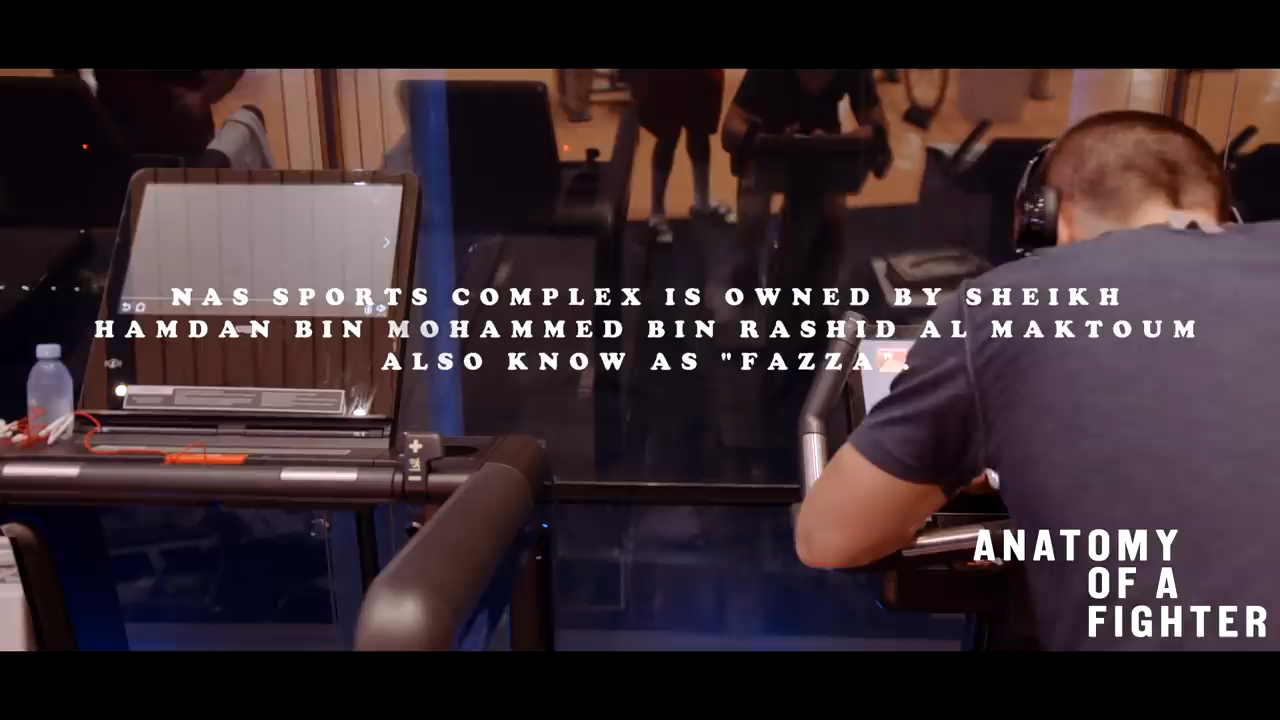 NAS SPORTS COMPLEX IS OWNED BY SHEIKH
HAMDAN BIN MOHAMMED BIN RASHID AL MAKTOUM
ALSO KNOW AS "FAZZA".
ANATOMY
OF A
FIGHTER